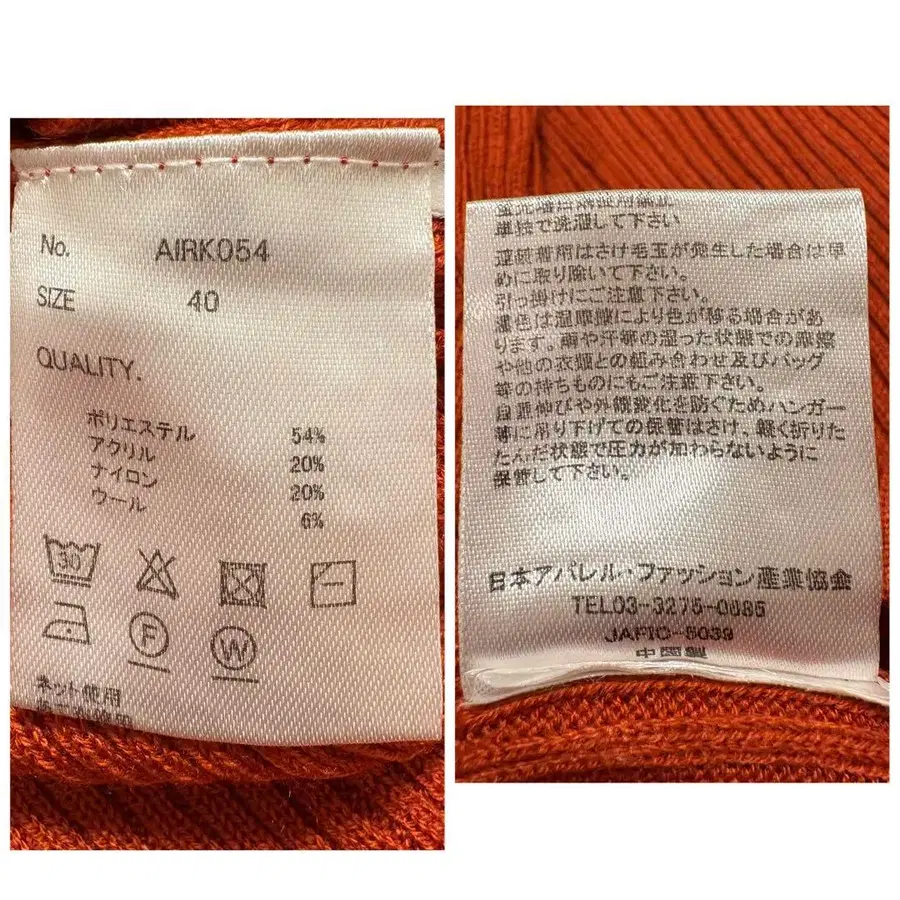 No. AIRK054
SIZE 40
QUALITY.
ポリエステル 54%
アクリル 20%
ナイロン 20%
ウール 6%
30
F
W
ネット使用
単独で洗濯して下さい
連続着用はさけ毛玉が発生した場合は早
めに取り除いて下さい。
引っ掛けにご注意下さい。
濃色は湿摩擦により色が移る場合があ
ります。雨や汗等の湿った状態での摩擦
や他の衣類との組み合わせ及びバッグ
等の持ちものにもご注意下さい。
自重伸びや外観変化を防ぐためハンガー
等に吊り下げての保管はさけ、軽く折りた
たんだ状態で圧力が加わらないように
保管して下さい。
日本アパレル・ファッション産業協会
TEL03-3275-0685
JAFIC-5039
中国製